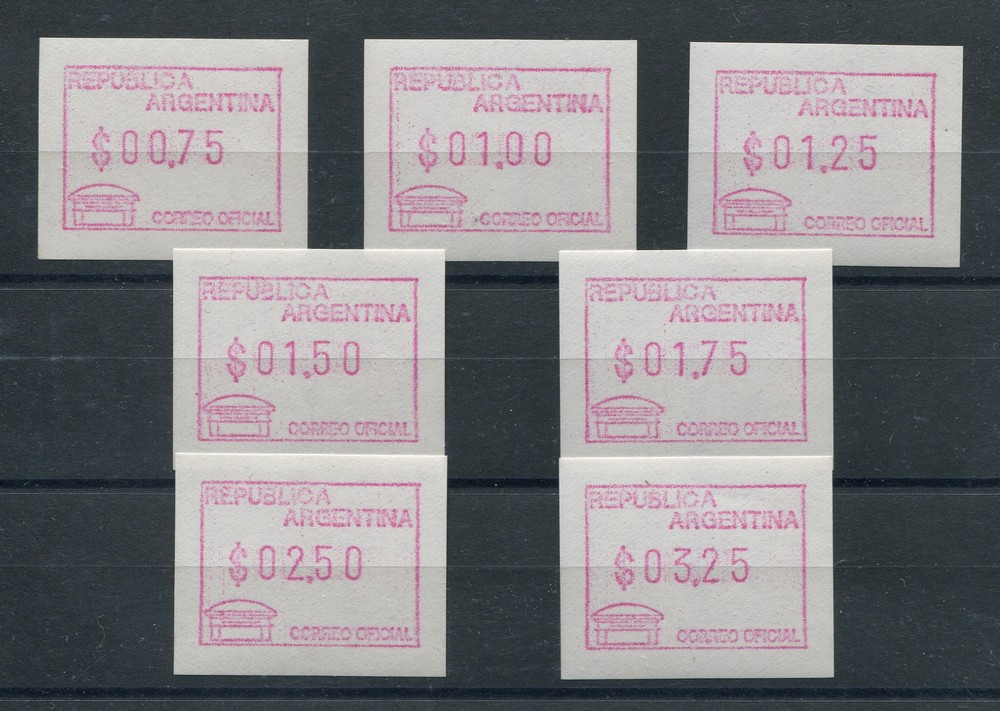 REPUBLICA
ARGENTINA
$00,75
CORREO OFICIAL
REPUBLICA
ARGENTINA
$01.00
CORREO OFICIAL
REPUBLICA
ARGENTINA
$01.25
CORREO OFICIAL
REPUBLICA
ARGENTINA
$01.50
CORREO OFICIAL
REPUBLICA
ARGENTINA
$01.75
CORREO OFICIAL
REPUBLICA
ARGENTINA
$02,50
CORREO OFICIAL
REPUBLICA
ARGENTINA
$03,25
CORREO OFICIAL